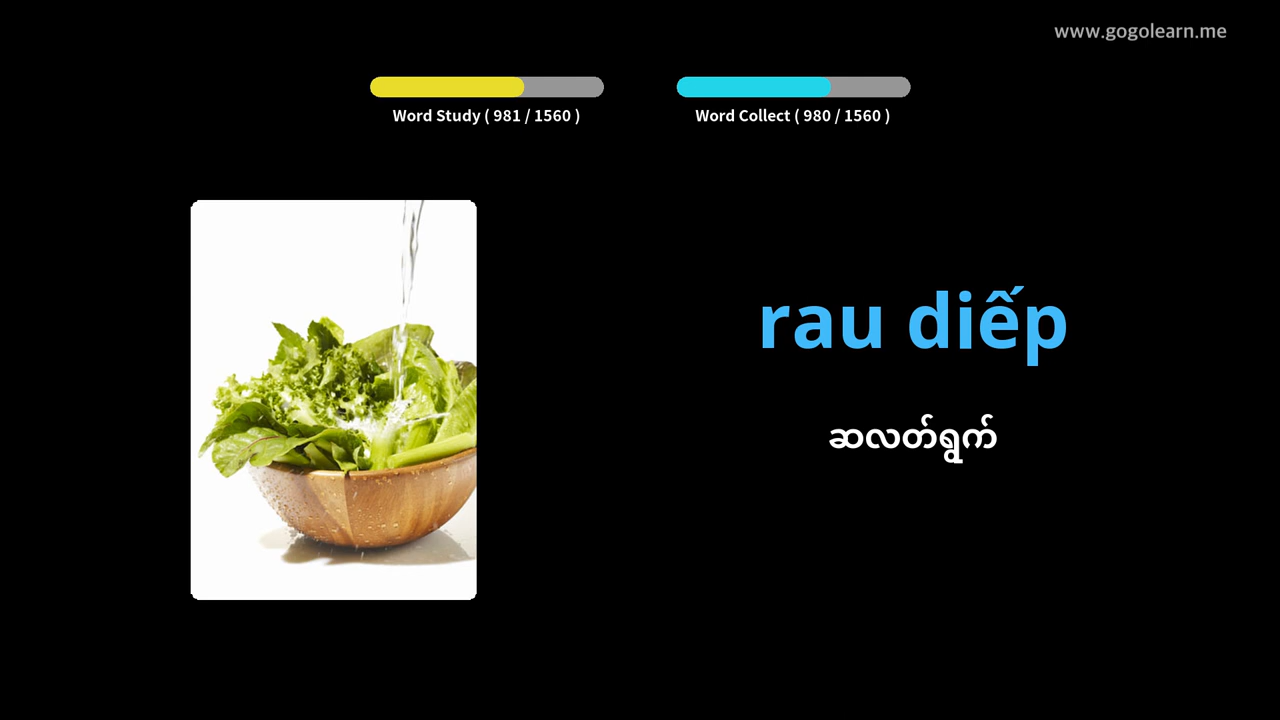 www.gogolearn.me
Word Study ( 981 / 1560 )
Word Collect ( 980 / 1560 )
rau diếp
ဆလတ်ရွက်